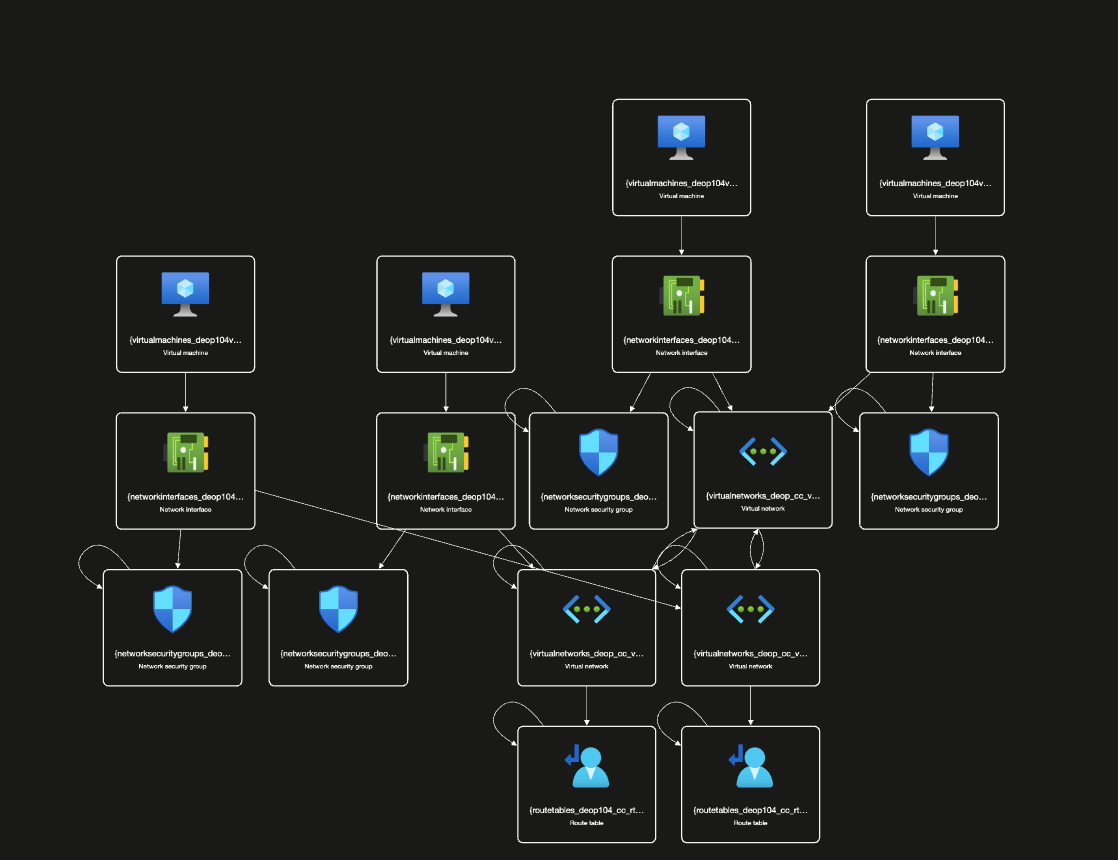 {virtualmachines_deop104v...
Virtual machine
{virtualmachines_deop104v...
Virtual machine
{virtualmachines_deop104v...
Virtual machine
{virtualmachines_deop104v...
Virtual machine
{networkinterfaces_deop104...
Network interface
{networkinterfaces_deop104...
Network interface
{networkinterfaces_deop104...
Network interface
{networkinterfaces_deop104...
Network interface
{networksecuritygroups_deo...
Network security group
{virtualnetworks_deop_cc_v...
Virtual network
{networksecuritygroups_deo...
Network security group
{networksecuritygroups_deo...
Network security group
{networksecuritygroups_deo...
Network security group
{virtualnetworks_deop_cc_v...
Virtual network
{virtualnetworks_deop_cc_v...
Virtual network
{routetables_deop104_cc_rt...
Route table
{routetables_deop104_cc_rt...
Route table